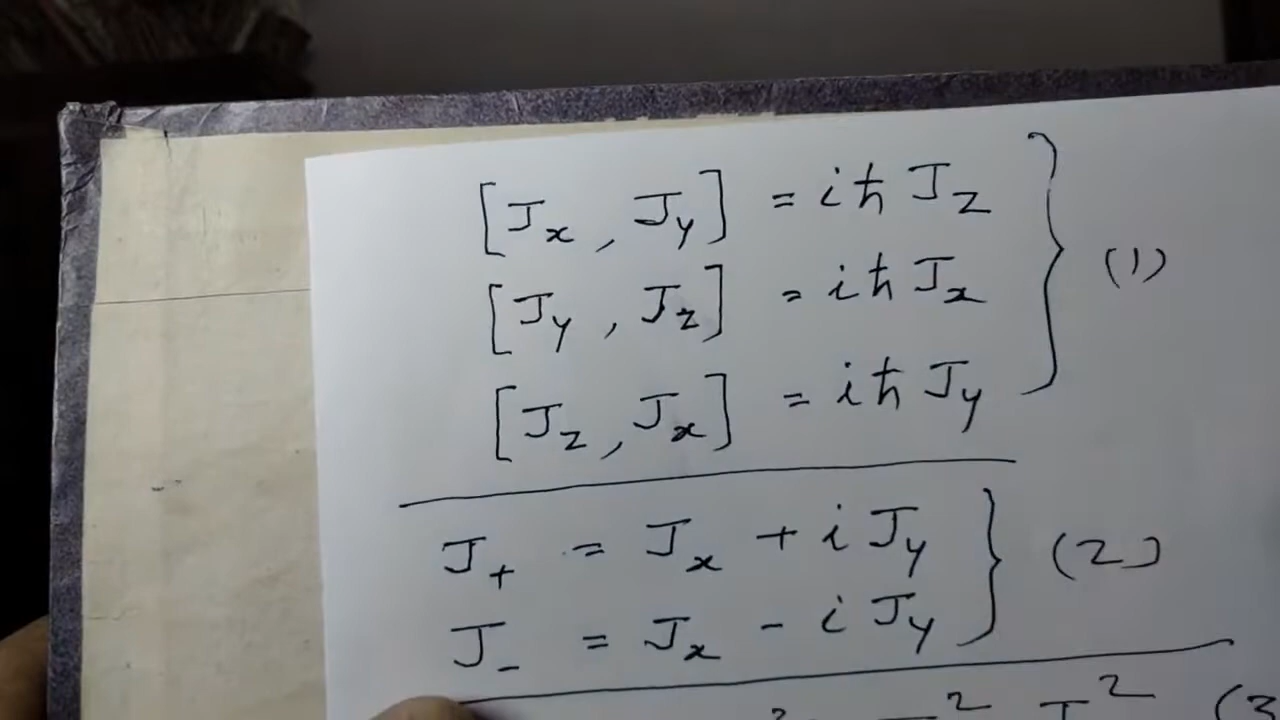 [Jx , Jy] = iħ Jz
[Jy , Jz] = iħ Jx
[Jz , Jx] = iħ Jy
(1)
J+ = Jx + i Jy
J- = Jx - i Jy
(2)